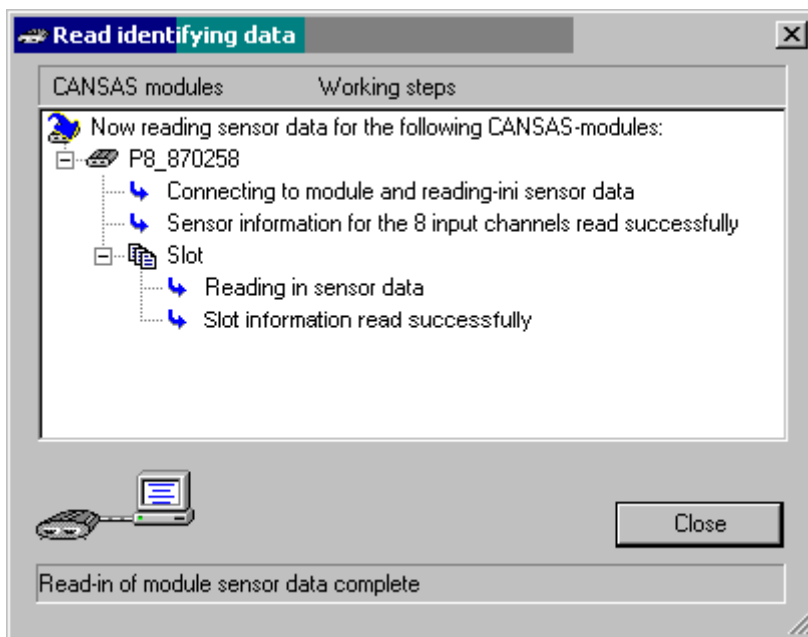 Read identifying data
CANSAS modules Working steps
Now reading sensor data for the following CANSAS-modules:
P8_870258
Connecting to module and reading-ini sensor data
Sensor information for the 8 input channels read successfully
Slot
Reading in sensor data
Slot information read successfully
Close
Read-in of module sensor data complete